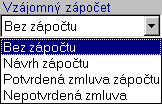 Vzájomný zápočet
Bez zápočtu
Bez zápočtu
Návrh zápočtu
Potvrdená zmluva zápočtu
Nepotvrdená zmluva